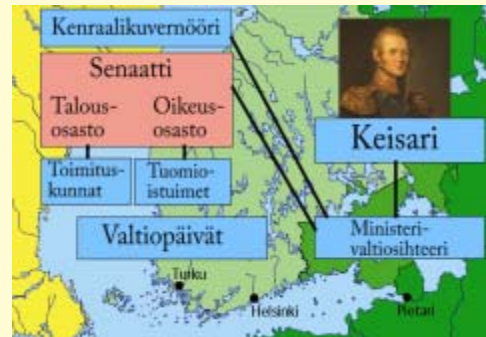 Kenraalikuvernööri
Senaatti
Talous-
osasto
Oikeus-
osasto
Toimitus-
kunnat
Tuomio-
istuimet
Valtiopäivät
Keisari
Ministeri-
valtiosihteeri
Turku
Helsinki
Pietari